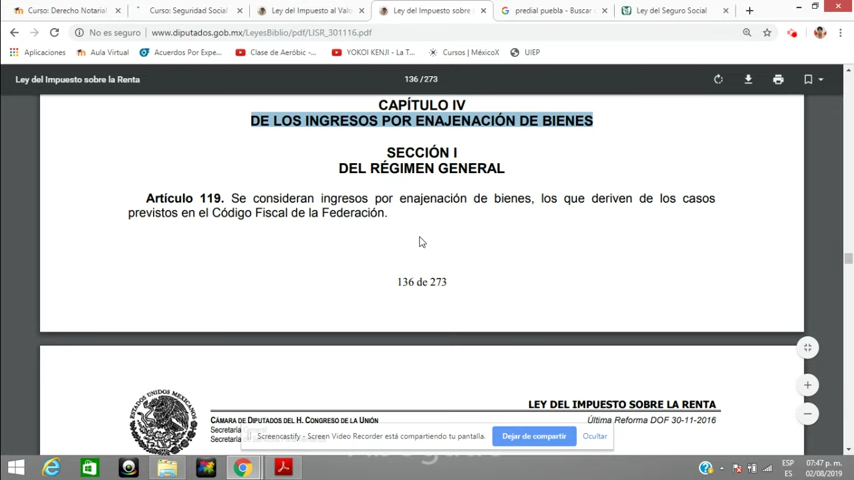 Curso: Derecho Notarial
Curso: Seguridad Social
Ley del Impuesto al Valo
Ley del Impuesto sobre l
predial puebla - Buscar c
Ley del Seguro Social
No es seguro | www.diputados.gob.mx/LeyesBiblio/pdf/LISR_301116.pdf
Aplicaciones
Aula Virtual
Acuerdos Por Expe...
Clase de Aeróbic - ...
YOKOI KENJI - La T...
Cursos | MéxicoX
UIEP
Ley del Impuesto sobre la Renta
136 / 273
CAPÍTULO IV
DE LOS INGRESOS POR ENAJENACIÓN DE BIENES
SECCIÓN I
DEL RÉGIMEN GENERAL
Artículo 119. Se consideran ingresos por enajenación de bienes, los que deriven de los casos
previstos en el Código Fiscal de la Federación.
136 de 273
LEY DEL IMPUESTO SOBRE LA RENTA
CÁMARA DE DIPUTADOS DEL H. CONGRESO DE LA UNIÓN
Última Reforma DOF 30-11-2016
Secretaría
Secretaría
Screencastify - Screen Video Recorder está compartiendo tu pantalla.
Dejar de compartir
Ocultar
ESP
07:47 p. m.
ES
02/08/2019